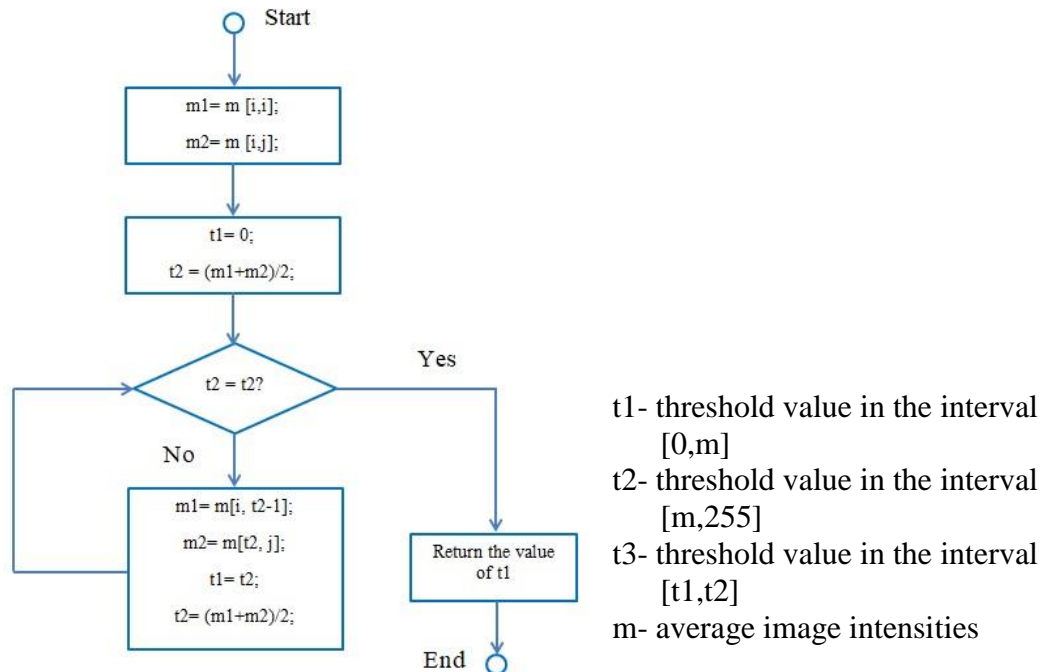 Start
m1= m [i,i];
m2= m [i,j];
t1= 0;
t2 = (m1+m2)/2;
t2 = t2?
Yes
No
m1= m[i, t2-1];
m2= m[t2, j];
t1= t2;
t2= (m1+m2)/2;
Return the value
of t1
End
t1- threshold value in the interval
[0,m]
t2- threshold value in the interval
[m,255]
t3- threshold value in the interval
[t1,t2]
m- average image intensities